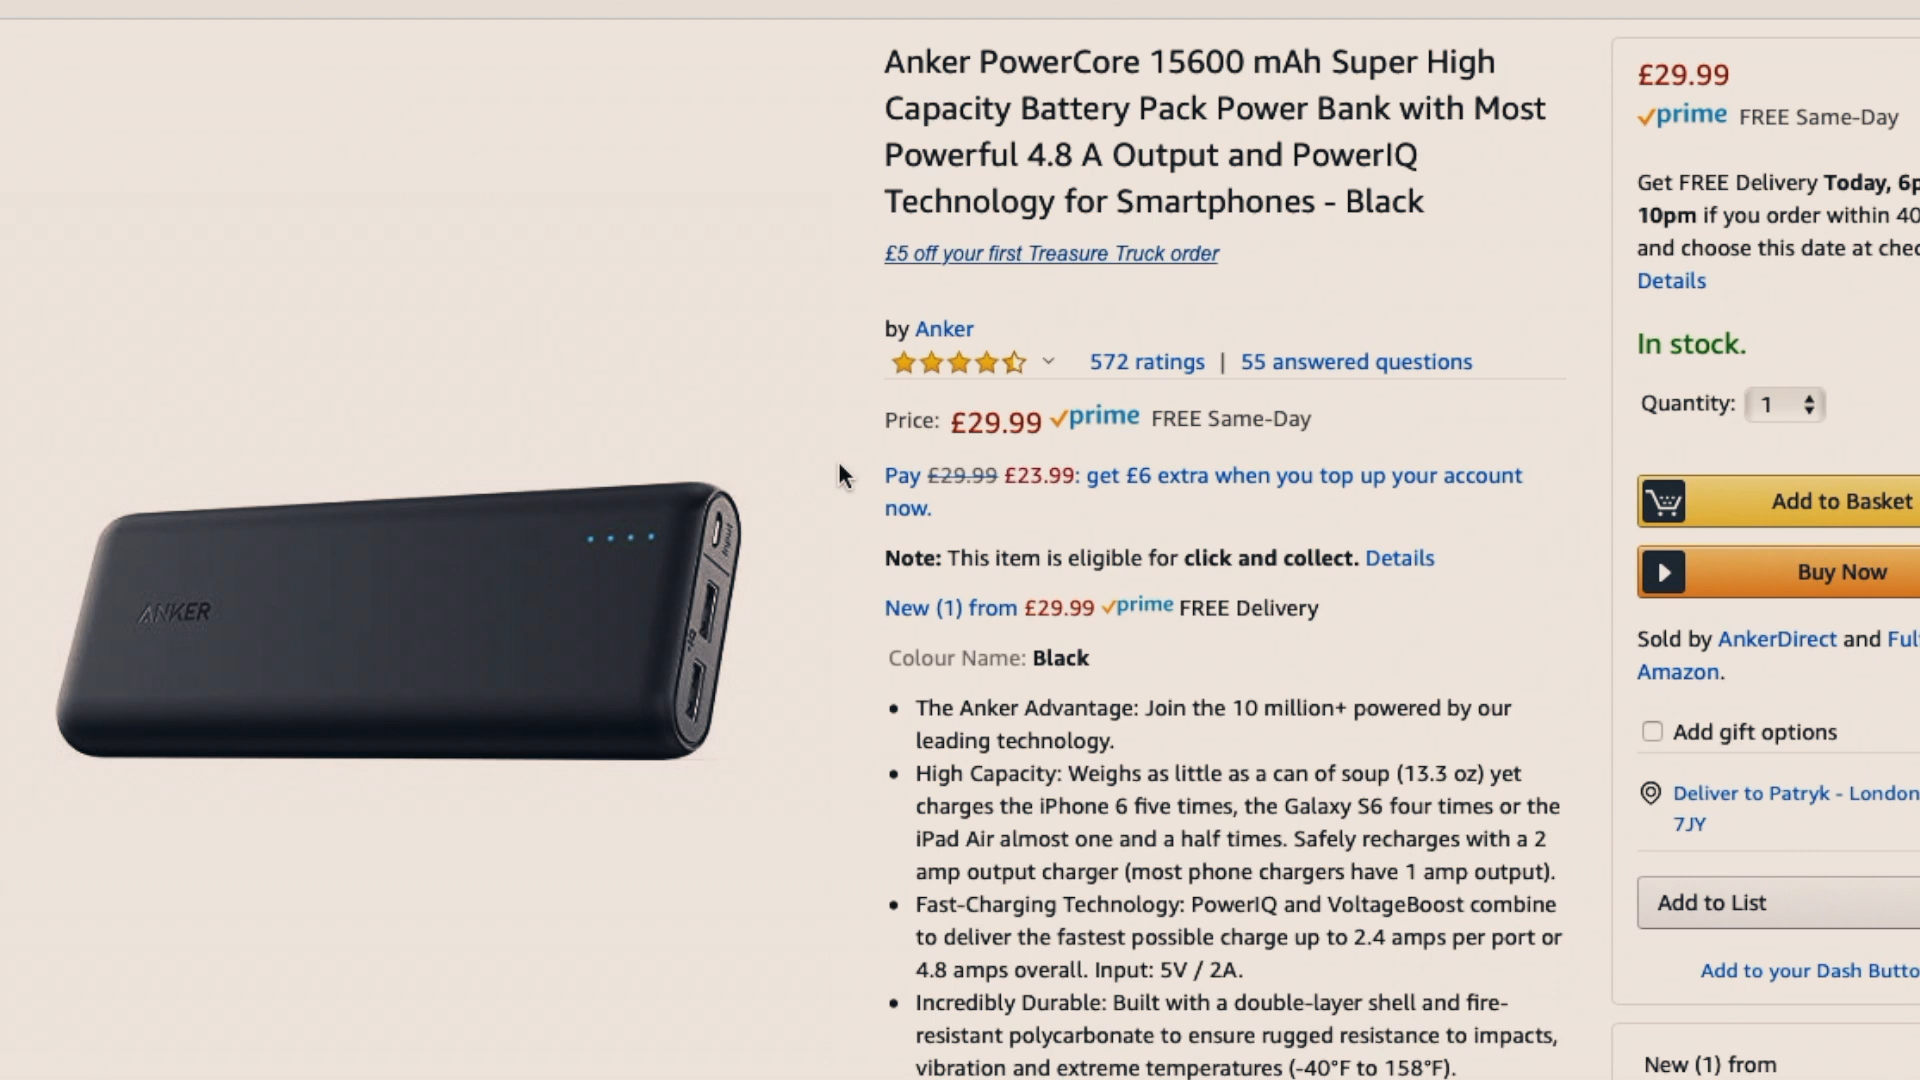 Anker PowerCore 15600 mAh Super High
Capacity Battery Pack Power Bank with Most
Powerful 4.8 A Output and PowerIQ
Technology for Smartphones - Black
£5 off your first Treasure Truck order
by Anker
572 ratings | 55 answered questions
Price: £29.99 prime FREE Same-Day
Pay £29.99 £23.99: get £6 extra when you top up your account
now.
Note: This item is eligible for click and collect. Details
New (1) from £29.99 prime FREE Delivery
Colour Name: Black
• The Anker Advantage: Join the 10 million+ powered by our
leading technology.
• High Capacity: Weighs as little as a can of soup (13.3 oz) yet
charges the iPhone 6 five times, the Galaxy S6 four times or the
iPad Air almost one and a half times. Safely recharges with a 2
amp output charger (most phone chargers have 1 amp output).
• Fast-Charging Technology: PowerIQ and VoltageBoost combine
to deliver the fastest possible charge up to 2.4 amps per port or
4.8 amps overall. Input: 5V / 2A.
• Incredibly Durable: Built with a double-layer shell and fire-
resistant polycarbonate to ensure rugged resistance to impacts,
vibration and extreme temperatures (-40°F to 158°F).
£29.99
prime FREE Same-Day
Get FREE Delivery Today, 6p
10pm if you order within 40
and choose this date at chec
Details
In stock.
Quantity: 1
Add to Basket
Buy Now
Sold by AnkerDirect and Ful
Amazon.
Add gift options
Deliver to Patryk - London
7JY
Add to List
Add to your Dash Butto
New (1) from
ANKER
Input